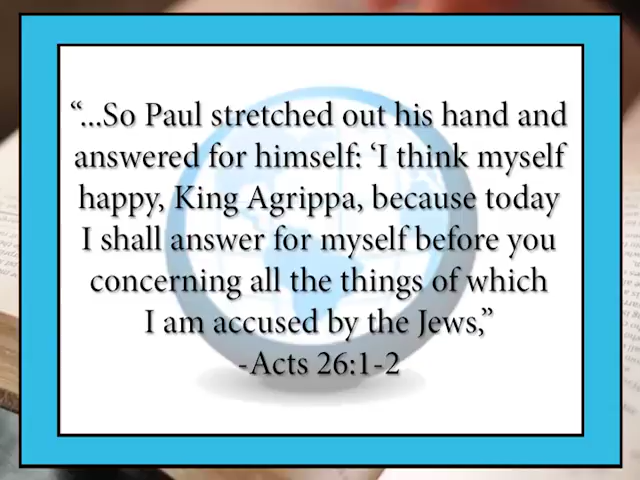 “...So Paul stretched out his hand and
answered for himself: ‘I think myself
happy, King Agrippa, because today
I shall answer for myself before you
concerning all the things of which
I am accused by the Jews,”
-Acts 26:1-2